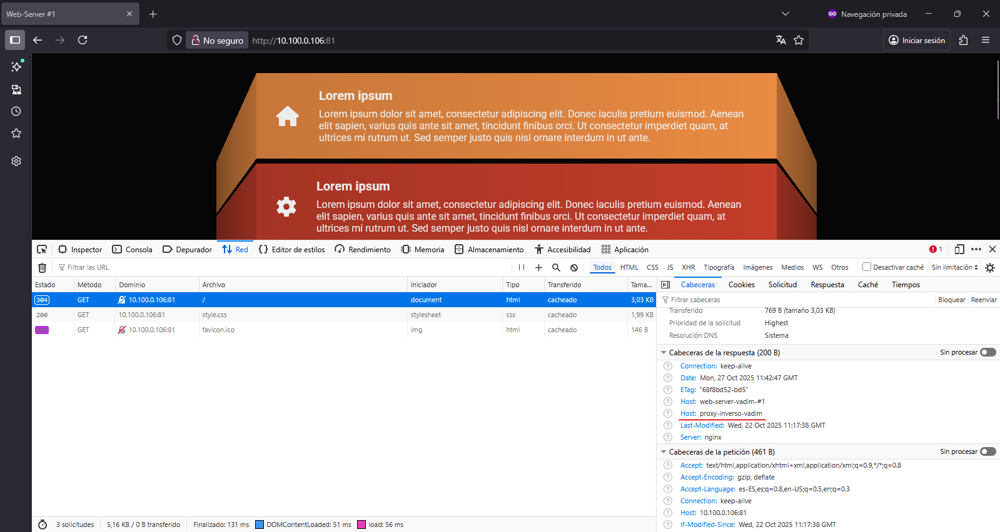 Web-Server #1
Navegación privada
No seguro
http://10.100.0.106:81
Iniciar sesión
Lorem ipsum
Lorem ipsum dolor sit amet, consectetur adipiscing elit. Donec iaculis pretium euismod. Aenean
elit sapien, varius quis ante sit amet, tincidunt finibus orci. Ut consectetur imperdiet quam, at
ultrices mi rutrum ut. Sed semper justo quis nisl ornare interdum in ut ante.
Lorem ipsum
Lorem ipsum dolor sit amet, consectetur adipiscing elit. Donec iaculis pretium euismod. Aenean
elit sapien, varius quis ante sit amet, tincidunt finibus orci. Ut consectetur imperdiet quam, at
ultrices mi rutrum ut. Sed semper justo quis nisl ornare interdum in ut ante.
Inspector Consola Depurador Red Editor de estilos Rendimiento Memoria Almacenamiento Accesibilidad Aplicación 1
Filtrar las URL
Todos HTML CSS JS XHR Tipografía Imágenes Medios WS Otros Desactivar caché Sin limitación
Estado Método Dominio Archivo Iniciador Tipo Transferido Tama...
304 GET 10.100.0.106:81 / document html cacheado 3,03 KB
200 GET 10.100.0.106:81 style.css stylesheet css cacheado 1,99 KB
GET 10.100.0.106:81 favicon.ico img html cacheado 146 B
Cabeceras Cookies Solicitud Respuesta Caché Tiempos
Filtrar cabeceras Bloquear Reenviar
Transferido 769 B (tamaño 3,03 KB)
Prioridad de la solicitud Highest
Resolución DNS Sistema
Cabeceras de la respuesta (200 B) Sin procesar
Connection: keep-alive
Date: Mon, 27 Oct 2025 11:42:47 GMT
ETag: "68f8bd52-bd5"
Host: web-server-vadim-#1
Host: proxy-inverso-vadim
Last-Modified: Wed, 22 Oct 2025 11:17:38 GMT
Server: nginx
Cabeceras de la petición (461 B) Sin procesar
Accept: text/html,application/xhtml+xml,application/xml;q=0.9,*/*;q=0.8
Accept-Encoding: gzip, deflate
Accept-Language: es-ES,es;q=0.8,en-US;q=0.5,en;q=0.3
Connection: keep-alive
Host: 10.100.0.106:81
If-Modified-Since: Wed, 22 Oct 2025 11:17:38 GMT
3 solicitudes 5,16 KB / 0 B transferido Finalizado: 131 ms DOMContentLoaded: 51 ms load: 56 ms